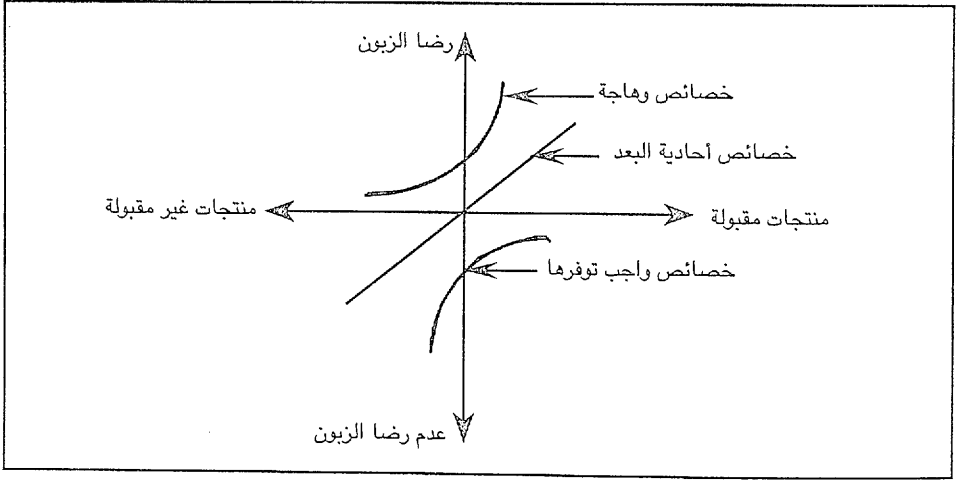 رضا الزبون
خصائص وهاجة
خصائص أحادية البعد
منتجات غير مقبولة
منتجات مقبولة
خصائص واجب توفرها
عدم رضا الزبون